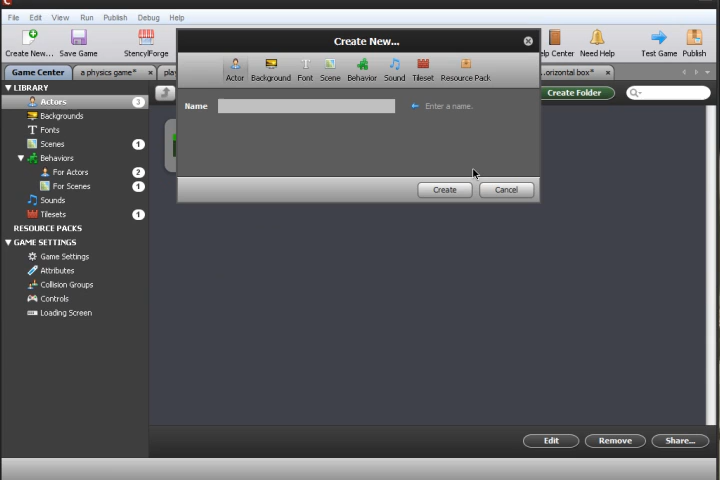 File Edit View Run Publish Debug Help
Create New... Save Game StencylForge Help Center Need Help Test Game Publish
Create New...
Actor Background Font Scene Behavior Sound Tileset Resource Pack
Game Center a physics game* ..orizontal box*
Create Folder
Name Enter a name.
Create Cancel
LIBRARY
Actors 3
Backgrounds
Fonts
Scenes 1
Behaviors
For Actors 2
For Scenes 1
Sounds
Tilesets 1
RESOURCE PACKS
GAME SETTINGS
Game Settings
Attributes
Collision Groups
Controls
Loading Screen
Edit Remove Share...